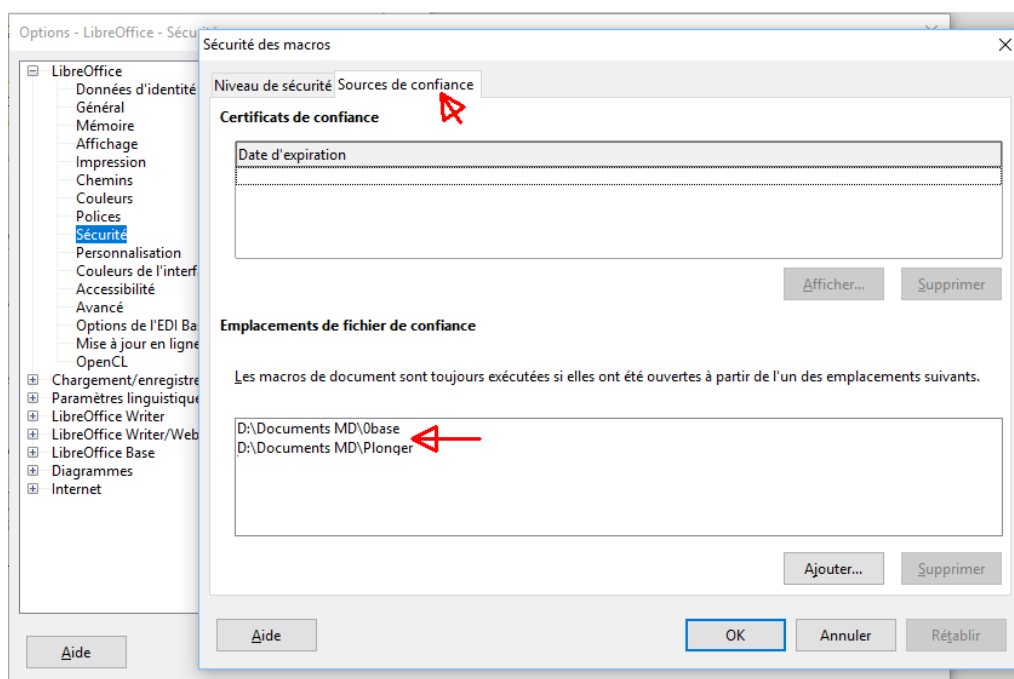 Options - LibreOffice - Sécu
Sécurité des macros
LibreOffice
Données d'identité
Général
Mémoire
Affichage
Impression
Chemins
Couleurs
Polices
Sécurité
Personnalisation
Couleurs de l'interf
Accessibilité
Avancé
Options de l'EDI Ba
Mise à jour en ligne
OpenCL
Chargement/enregistre
Paramètres linguistique
LibreOffice Writer
LibreOffice Writer/Web
LibreOffice Base
Diagrammes
Internet
Aide
Niveau de sécurité
Sources de confiance
Certificats de confiance
Date d'expiration
Afficher...
Supprimer
Emplacements de fichier de confiance
Les macros de document sont toujours exécutées si elles ont été ouvertes à partir de l'un des emplacements suivants.
D:\Documents MD\0base
D:\Documents MD\Plonger
Ajouter...
Supprimer
Aide
OK
Annuler
Rétablir